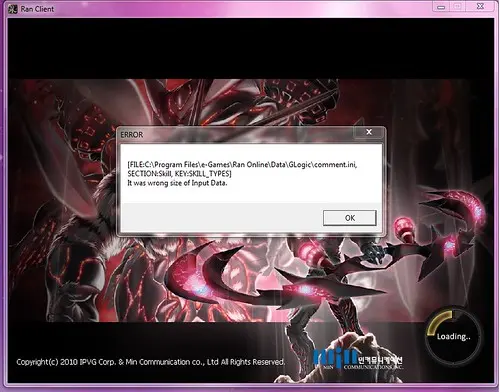 Ran Client
ERROR
[FILE:C:\Program Files\e-Games\Ran Online\Data\GLogic\comment.ini,
SECTION:Skill, KEY:SKILL_TYPES]
It was wrong size of Input Data.
OK
Loading..
Copyright(c) 2010 IPVG Corp. & Min Communication co., Ltd All Rights Reserved.
min 민커뮤니케이션
MIN COMMUNICATIONS, INC.